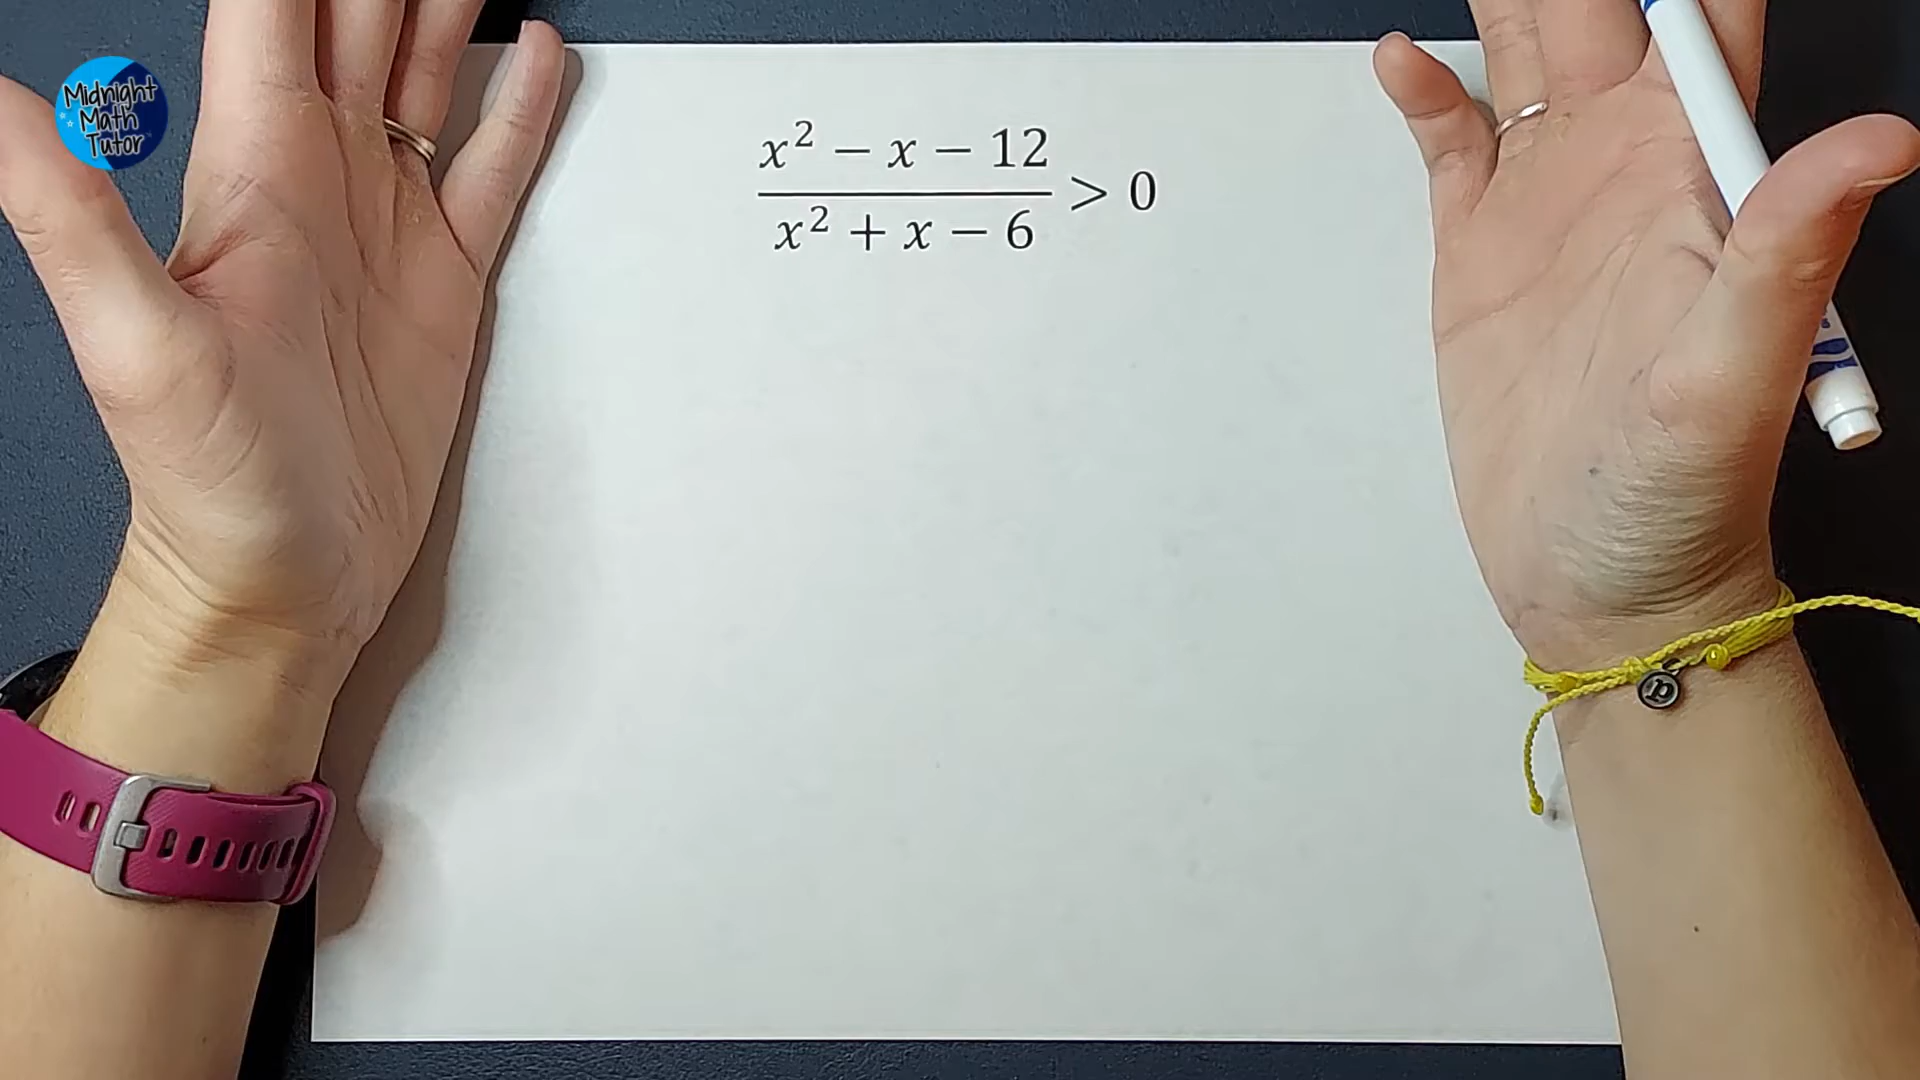 Midnight
Math
Tutor
x² − x − 12
x² + x − 6
> 0
p